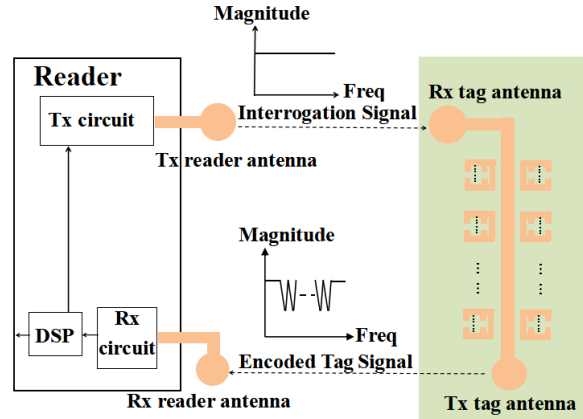 Magnitude
Freq
Reader
Tx circuit
Interrogation Signal
Rx tag antenna
Tx reader antenna
Magnitude
Freq
DSP
Rx
circuit
Encoded Tag Signal
Rx reader antenna
Tx tag antenna